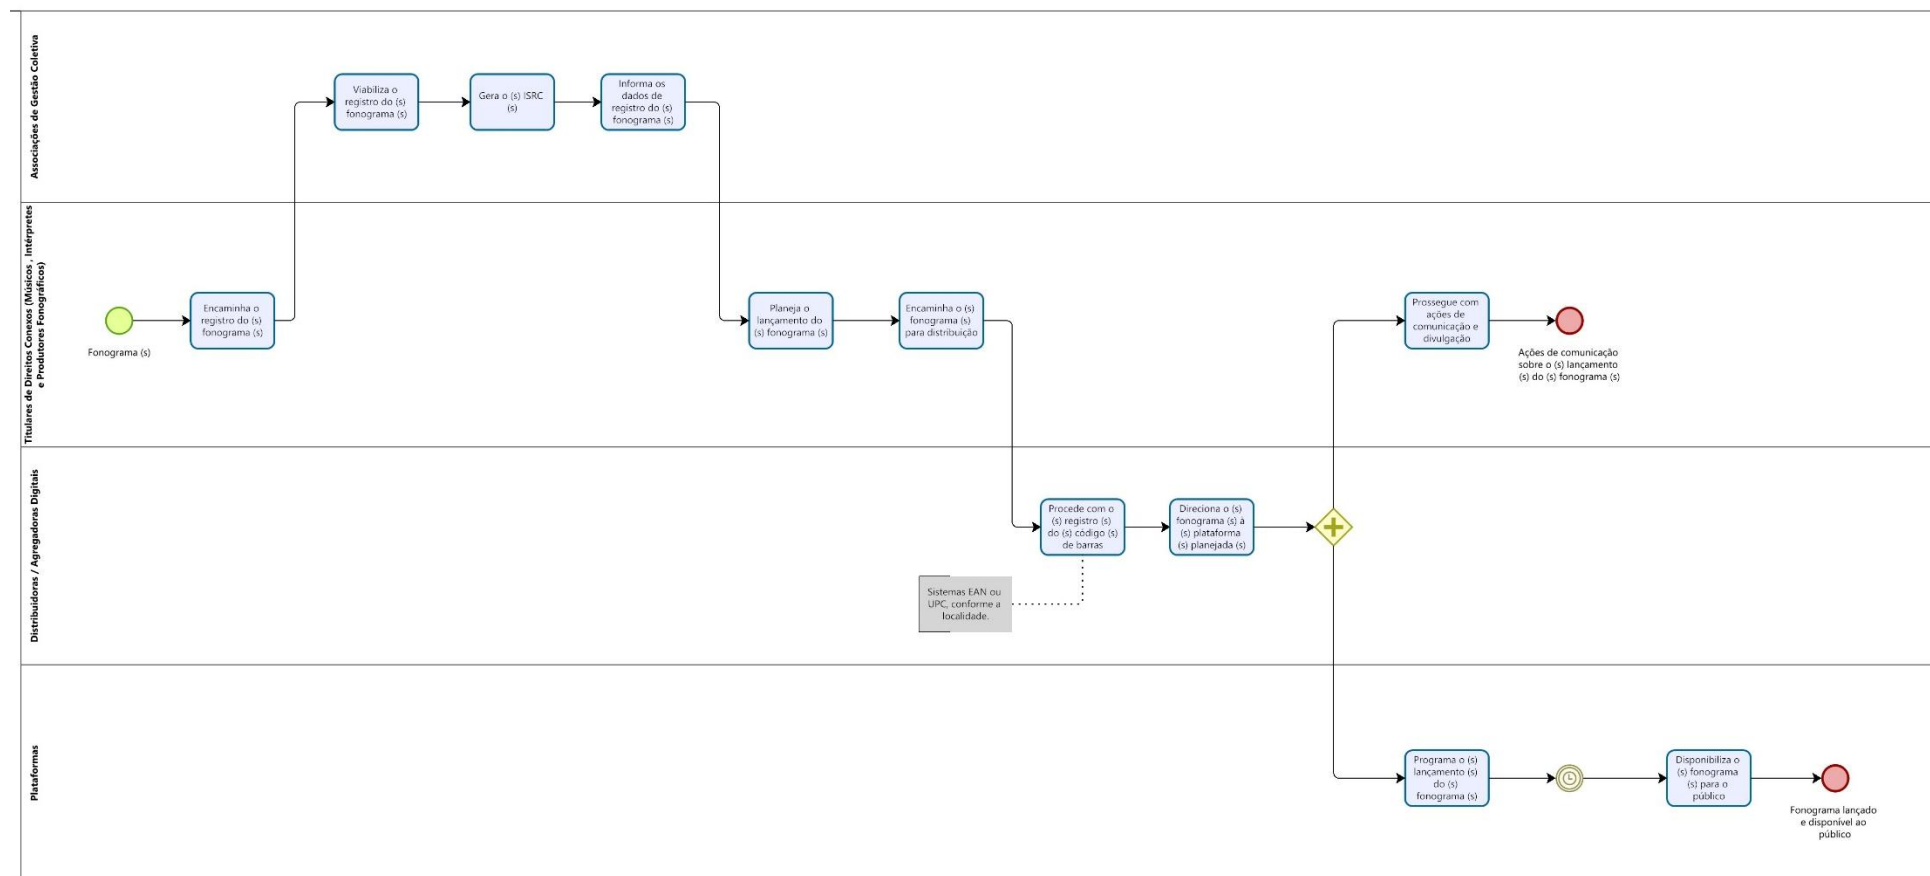 Associações de Gestão Coletiva
Viabiliza o
registro do (s)
fonograma (s)
Gera o (s) ISRC
(s)
Informa os
dados de
registro do (s)
fonograma (s)
Titulares de Direitos Conexos (Músicos , Intérpretes
e Produtores Fonográficos)
Fonograma (s)
Encaminha o
registro do (s)
fonograma (s)
Planeja o
lançamento do
(s) fonograma (s)
Encaminha o (s)
fonograma (s)
para distribuição
Prossegue com
ações de
comunicação e
divulgação
Ações de comunicação
sobre o (s) lançamento
(s) do (s) fonograma (s)
Distribuidoras / Agregadoras Digitais
Procede com o
(s) registro (s)
do (s) código (s)
de barras
Direciona o (s)
fonograma (s) à
(s) plataforma
(s) planejada (s)
Sistemas EAN ou
UPC, conforme a
localidade.
Plataformas
Programa o (s)
lançamento (s)
do (s)
fonograma (s)
Disponibiliza o
(s) fonograma
(s) para o
público
Fonograma lançado
e disponível ao
público